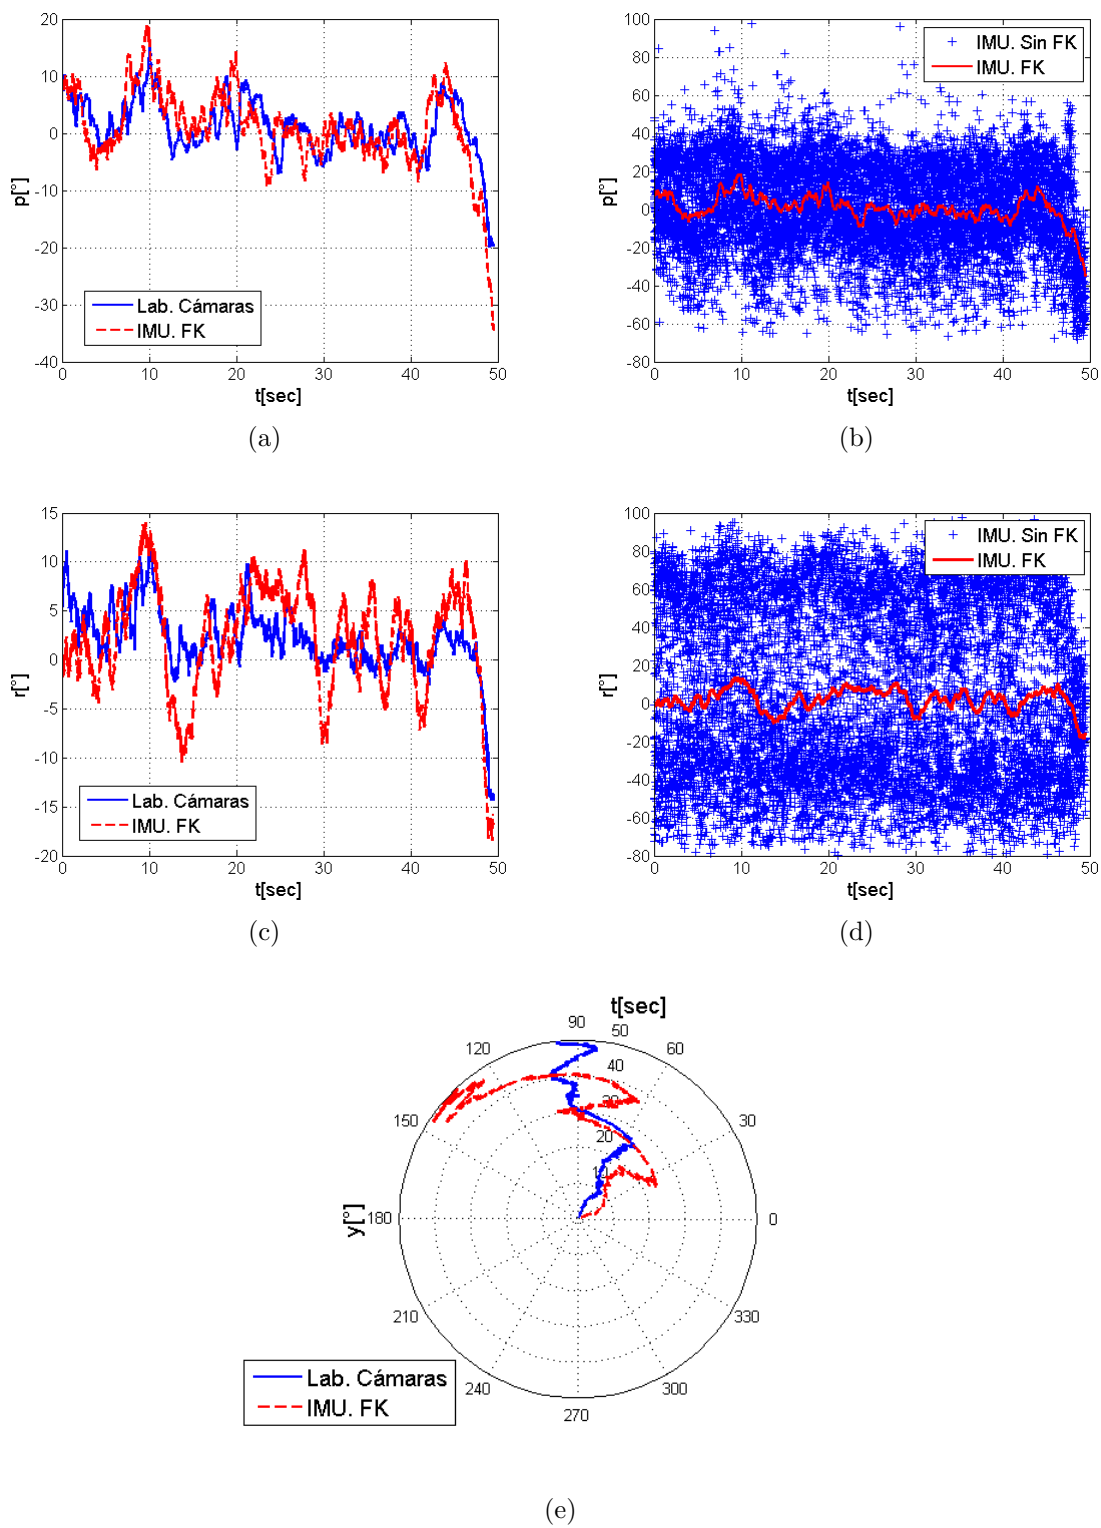 20
10
0
-10
-20
-30
-40
p[°]
0 10 20 30 40 50
t[sec]
Lab. Cámaras
IMU. FK
(a)
100
80
60
40
20
0
-20
-40
-60
-80
p[°]
0 10 20 30 40 50
t[sec]
IMU. Sin FK
IMU. FK
(b)
15
10
5
0
-5
-10
-15
-20
r[°]
0 10 20 30 40 50
t[sec]
Lab. Cámaras
IMU. FK
(c)
100
80
60
40
20
0
-20
-40
-60
-80
r[°]
0 10 20 30 40 50
t[sec]
IMU. Sin FK
IMU. FK
(d)
t[sec]
90 50
120 60
40
30
150 30
20
10
y[°] 180 0
210 330
240 300
270
Lab. Cámaras
IMU. FK
(e)